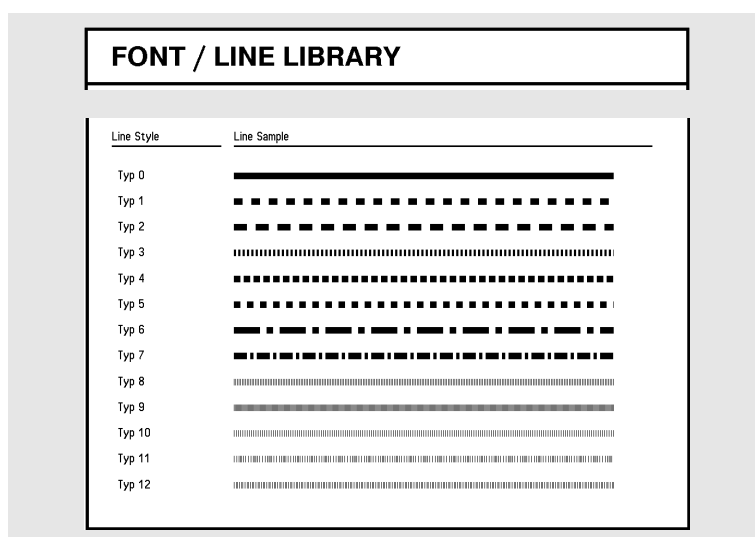 FONT / LINE LIBRARY
Line Style Line Sample
Typ 0
Typ 1
Typ 2
Typ 3
Typ 4
Typ 5
Typ 6
Typ 7
Typ 8
Typ 9
Typ 10
Typ 11
Typ 12